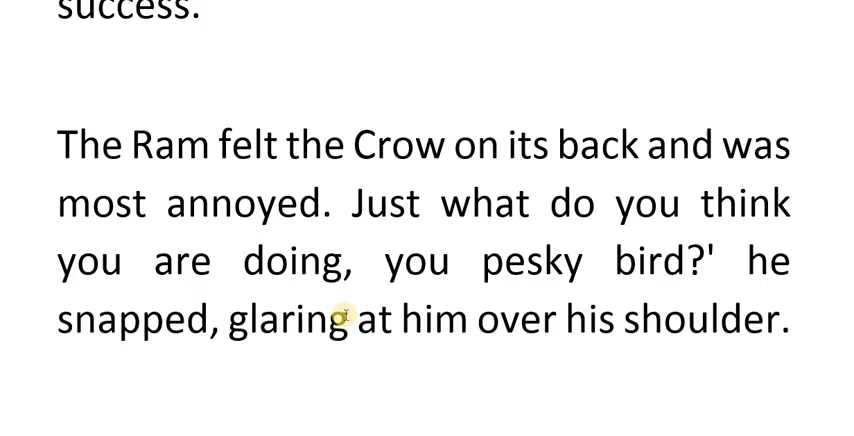 success.
The Ram felt the Crow on its back and was
most annoyed. Just what do you think
you are doing, you pesky bird?' he
snapped, glaring at him over his shoulder.